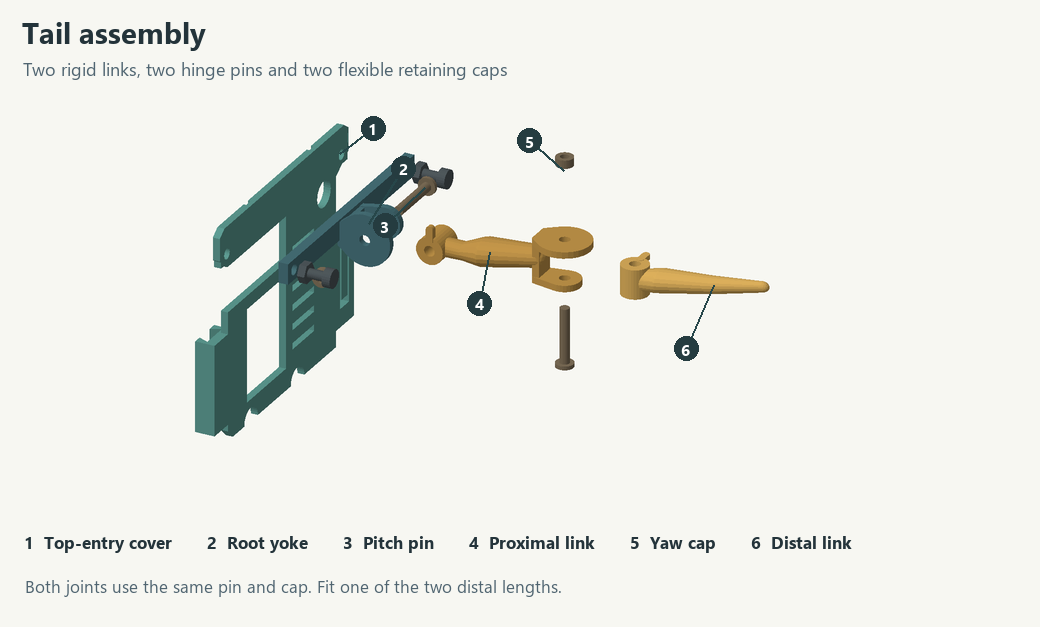 Tail assembly
Two rigid links, two hinge pins and two flexible retaining caps
1
2
3
4
5
6
1 Top-entry cover 2 Root yoke 3 Pitch pin 4 Proximal link 5 Yaw cap 6 Distal link
Both joints use the same pin and cap. Fit one of the two distal lengths.